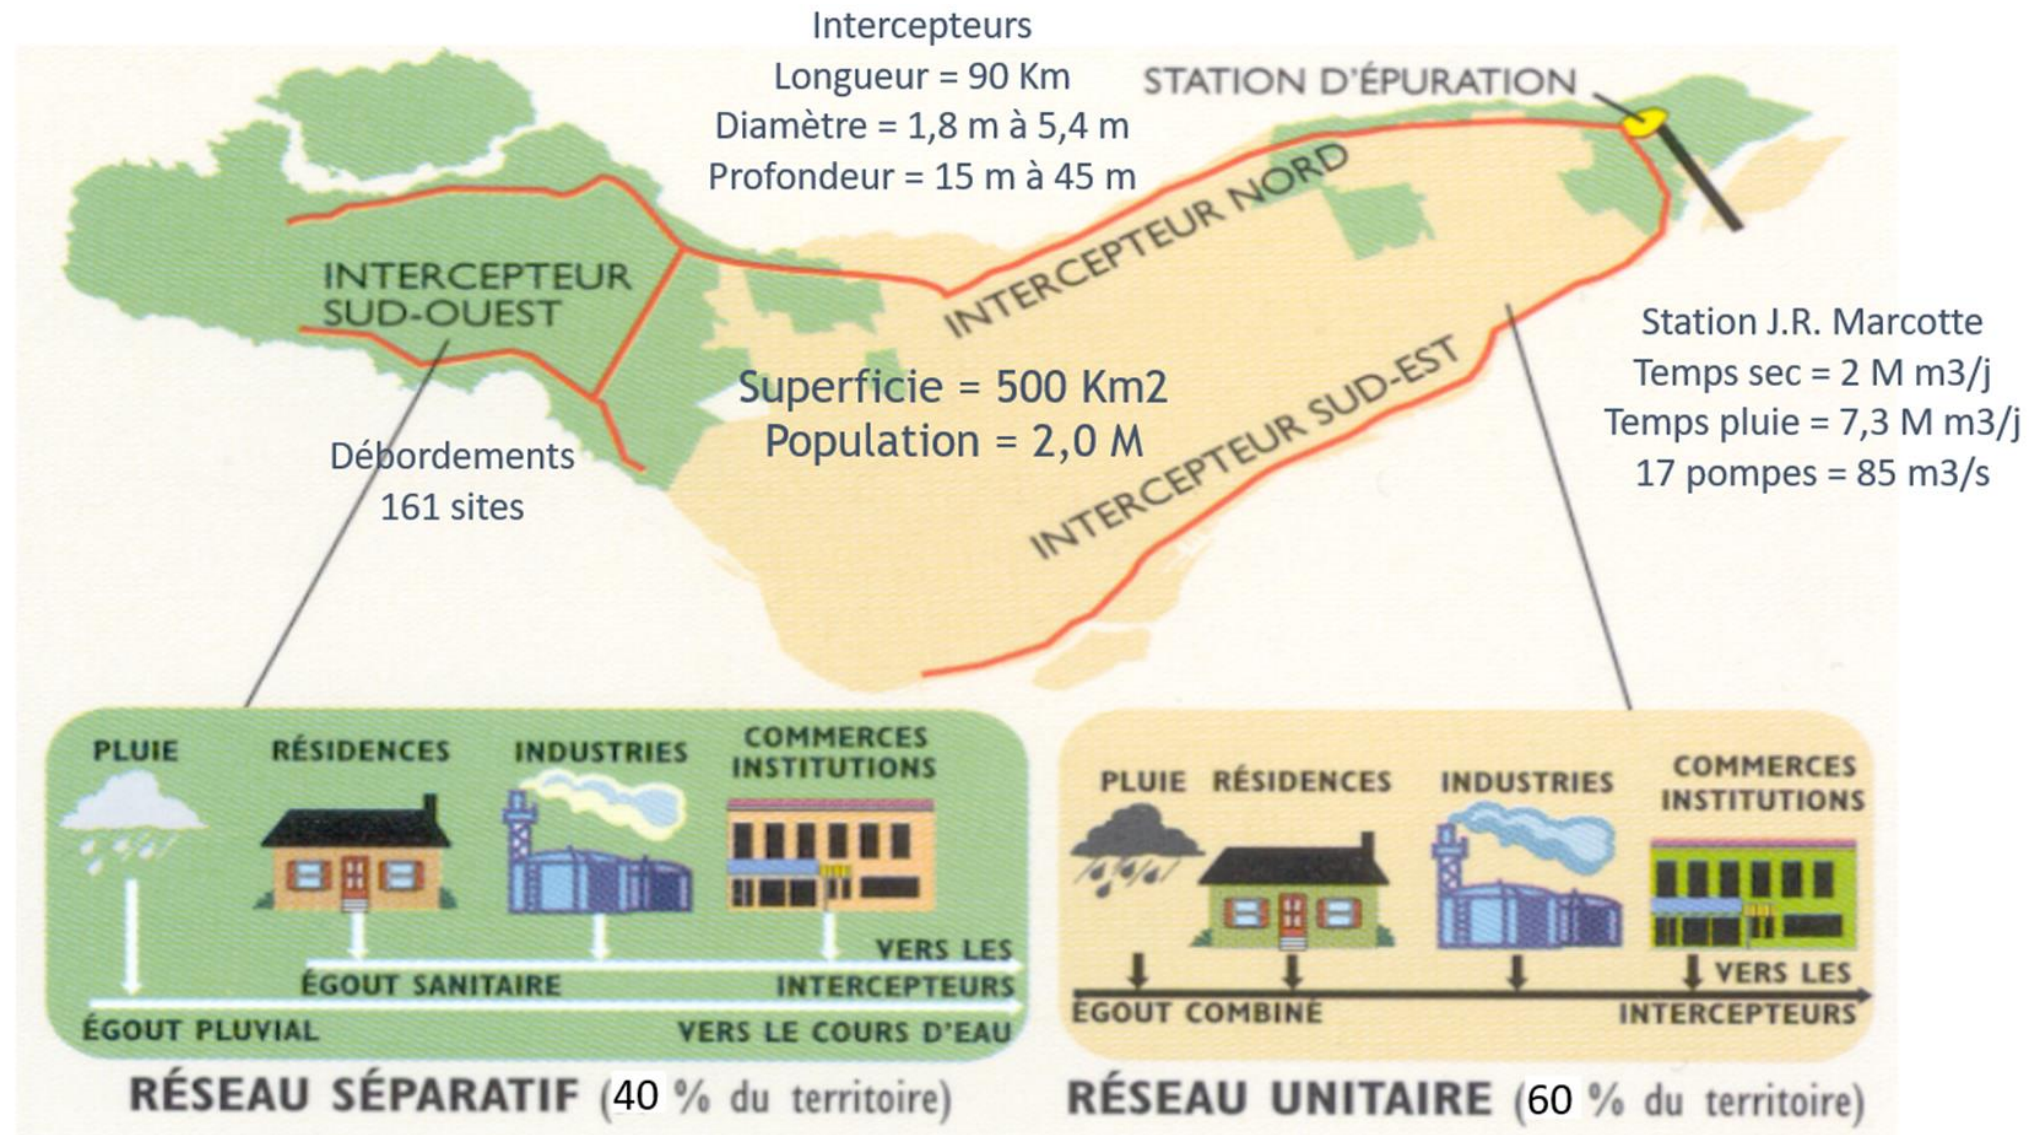 Intercepteurs
Longueur = 90 Km
Diamètre = 1,8 m à 5,4 m
Profondeur = 15 m à 45 m
STATION D'ÉPURATION
INTERCEPTEUR NORD
INTERCEPTEUR
SUD-OUEST
Superficie = 500 Km2
Population = 2,0 M
INTERCEPTEUR SUD-EST
Station J.R. Marcotte
Temps sec = 2 M m3/j
Temps pluie = 7,3 M m3/j
17 pompes = 85 m3/s
Débordements
161 sites
PLUIE
RÉSIDENCES
INDUSTRIES
COMMERCES
INSTITUTIONS
VERS LES
ÉGOUT SANITAIRE
INTERCEPTEURS
ÉGOUT PLUVIAL
VERS LE COURS D'EAU
RÉSEAU SÉPARATIF (40 % du territoire)
PLUIE
RÉSIDENCES
INDUSTRIES
COMMERCES
INSTITUTIONS
VERS LES
ÉGOUT COMBINÉ
INTERCEPTEURS
RÉSEAU UNITAIRE (60 % du territoire)